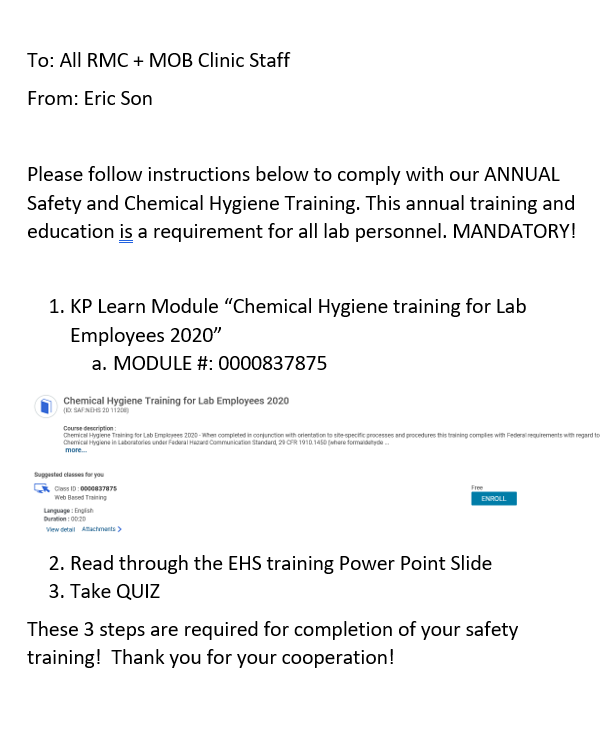 To: All RMC + MOB Clinic Staff
From: Eric Son
Please follow instructions below to comply with our ANNUAL
Safety and Chemical Hygiene Training. This annual training and
education is a requirement for all lab personnel. MANDATORY!
1. KP Learn Module “Chemical Hygiene training for Lab
Employees 2020”
a. MODULE #: 0000837875
Chemical Hygiene Training for Lab Employees 2020
(ID: SAF:NEHS 20 11208)
Course description :
Chemical Hygiene Training for Lab Employees 2020 - When completed in conjunction with orientation to site-specific processes and procedures this training complies with Federal requirements with regard to
Chemical Hygiene in Laboratories under Federal Hazard Communication Standard, 29 CFR 1910.1450 (where formaldehyde ...
more...
Suggested classes for you
Class ID : 0000837875
Web Based Training
Free
ENROLL
Language : English
Duration : 00:20
View detail Attachments >
2. Read through the EHS training Power Point Slide
3. Take QUIZ
These 3 steps are required for completion of your safety
training! Thank you for your cooperation!